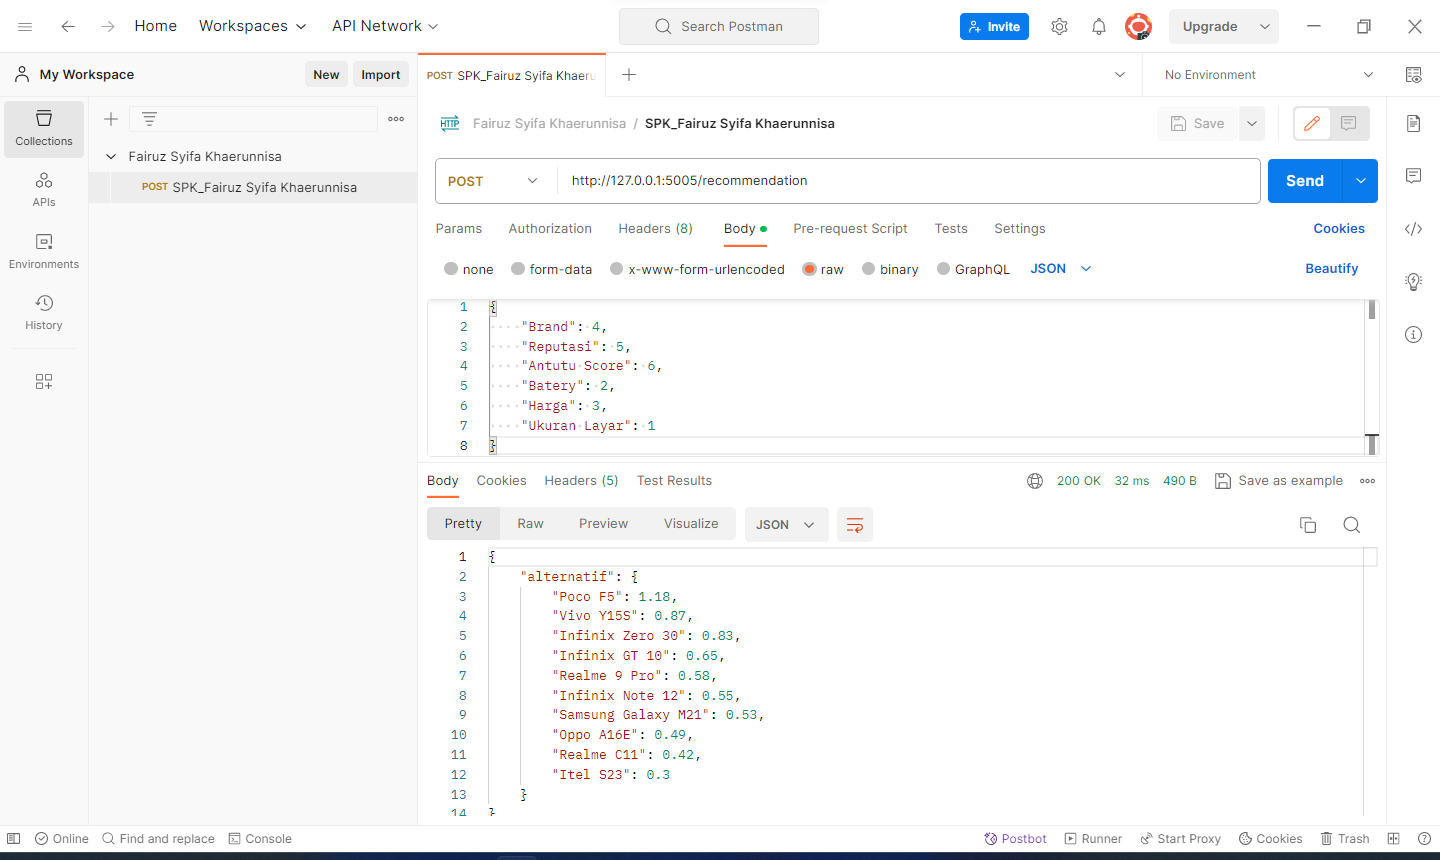 Home Workspaces API Network Search Postman Invite Upgrade
My Workspace New Import POST SPK_Fairuz Syifa Khaeru No Environment
Collections
APIs
Environments
History
Fairuz Syifa Khaerunnisa
POST SPK_Fairuz Syifa Khaerunnisa
HTTP Fairuz Syifa Khaerunnisa / SPK_Fairuz Syifa Khaerunnisa Save
POST http://127.0.0.1:5005/recommendation Send
Params Authorization Headers (8) Body Pre-request Script Tests Settings Cookies
none form-data x-www-form-urlencoded raw binary GraphQL JSON Beautify
1 {
2 "Brand": 4,
3 "Reputasi": 5,
4 "Antutu Score": 6,
5 "Batery": 2,
6 "Harga": 3,
7 "Ukuran Layar": 1
8 }
Body Cookies Headers (5) Test Results 200 OK 32 ms 490 B Save as example
Pretty Raw Preview Visualize JSON
1 {
2 "alternatif": {
3 "Poco F5": 1.18,
4 "Vivo Y15S": 0.87,
5 "Infinix Zero 30": 0.83,
6 "Infinix GT 10": 0.65,
7 "Realme 9 Pro": 0.58,
8 "Infinix Note 12": 0.55,
9 "Samsung Galaxy M21": 0.53,
10 "Oppo A16E": 0.49,
11 "Realme C11": 0.42,
12 "Itel S23": 0.3
13 }
14 }
Online Find and replace Console Postbot Runner Start Proxy Cookies Trash